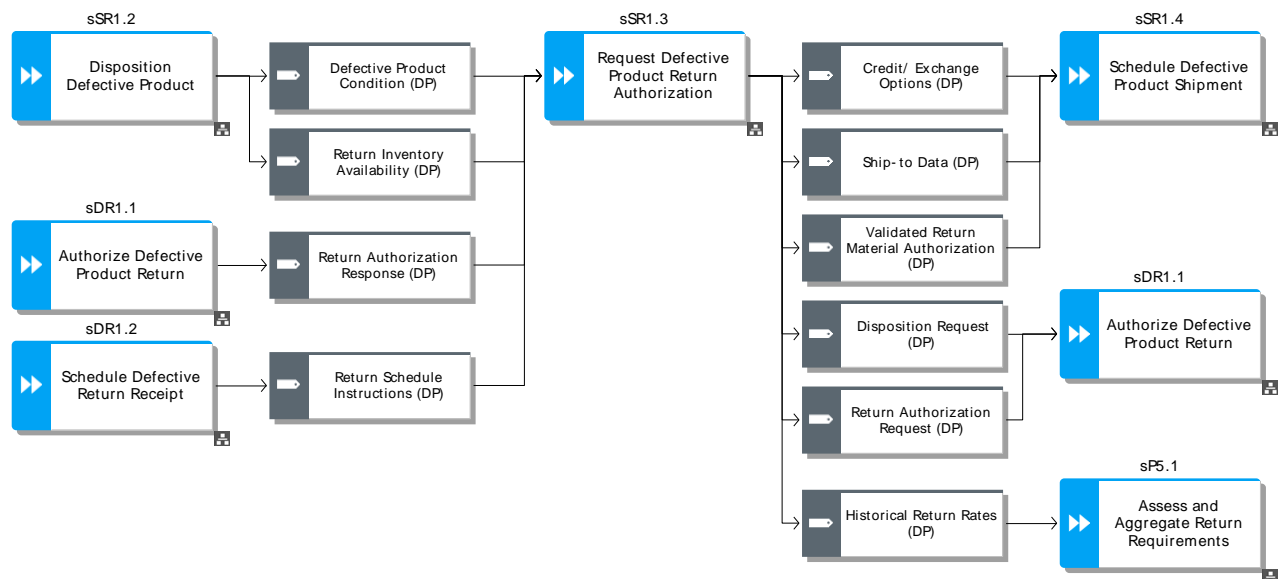 sSR1.2
Disposition
Defective Product
Defective Product
Condition (DP)
Return Inventory
Availability (DP)
sDR1.1
Authorize Defective
Product Return
Return Authorization
Response (DP)
sDR1.2
Schedule Defective
Return Receipt
Return Schedule
Instructions (DP)
sSR1.3
Request Defective
Product Return
Authorization
Credit/ Exchange
Options (DP)
Ship- to Data (DP)
Validated Return
Material Authorization
(DP)
Disposition Request
(DP)
Return Authorization
Request (DP)
Historical Return Rates
(DP)
sSR1.4
Schedule Defective
Product Shipment
sDR1.1
Authorize Defective
Product Return
sP5.1
Assess and
Aggregate Return
Requirements